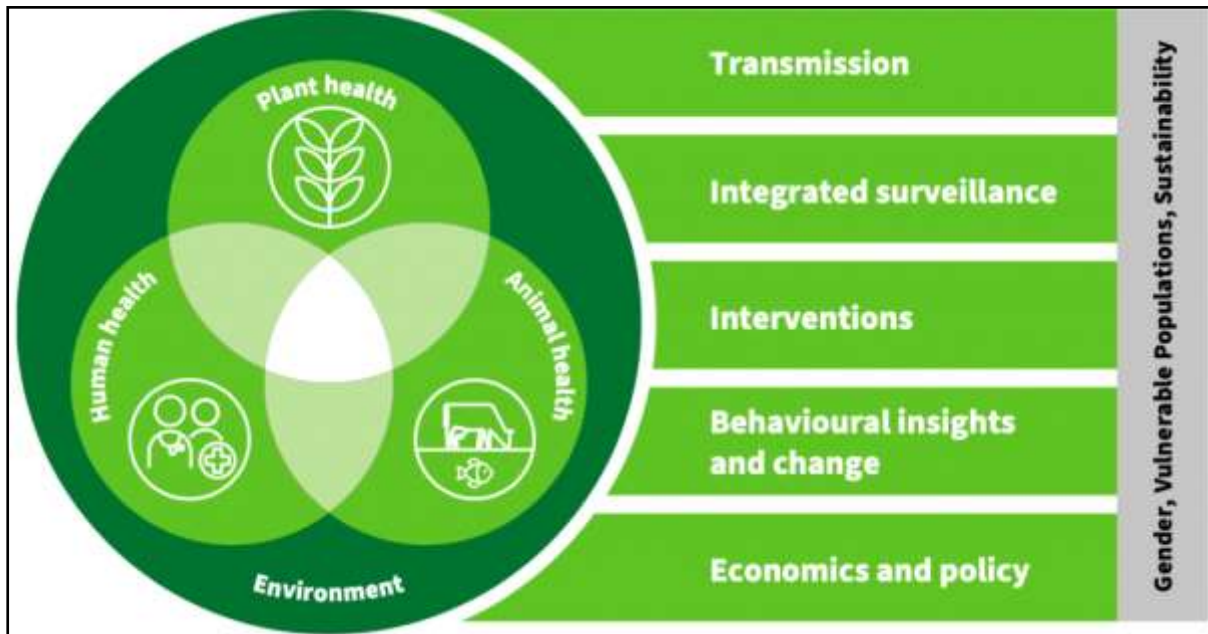 Plant health
Human health
Animal health
Environment
Transmission
Integrated surveillance
Interventions
Behavioural insights
and change
Economics and policy
Gender, Vulnerable Populations, Sustainability